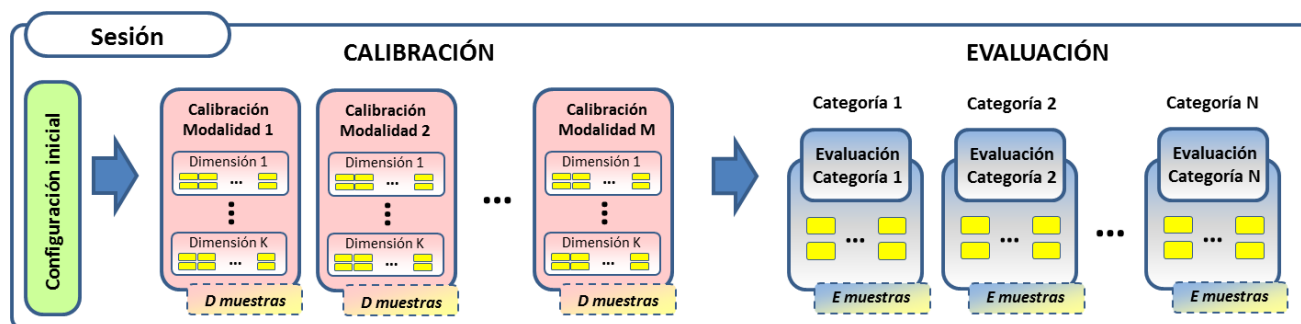 Sesión
CALIBRACIÓN
EVALUACIÓN
Configuración inicial
Calibración
Modalidad 1
Dimensión 1
...
Dimensión K
...
D muestras
Calibración
Modalidad 2
Dimensión 1
...
Dimensión K
...
D muestras
...
Calibración
Modalidad M
Dimensión 1
...
Dimensión K
...
D muestras
Categoría 1
Evaluación
Categoría 1
...
E muestras
Categoría 2
Evaluación
Categoría 2
...
E muestras
...
Categoría N
Evaluación
Categoría N
...
E muestras